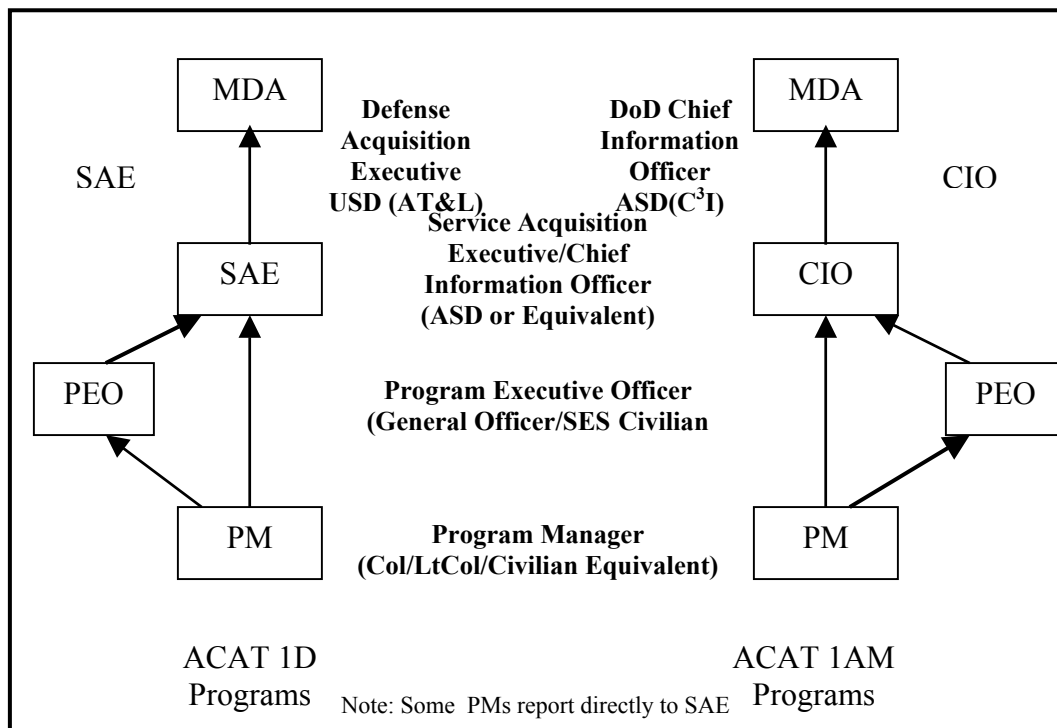 MDA
MDA
Defense
Acquisition
Executive
USD (AT&L)
DoD Chief
Information
Officer
ASD(C³I)
SAE
CIO
Service Acquisition
Executive/Chief
Information Officer
(ASD or Equivalent)
SAE
CIO
PEO
Program Executive Officer
(General Officer/SES Civilian
PEO
PM
Program Manager
(Col/LtCol/Civilian Equivalent)
PM
ACAT 1D
Programs
ACAT 1AM
Programs
Note: Some PMs report directly to SAE